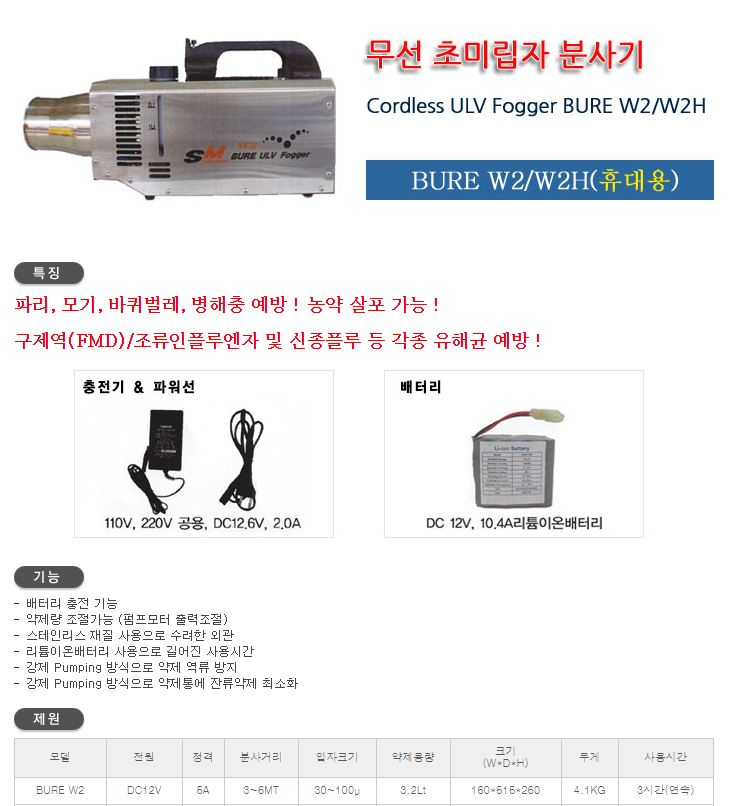 무선 초미립자 분사기
Cordless ULV Fogger BURE W2/W2H
BURE W2/W2H(휴대용)
W2
SM BURE ULV Fogger
특징
파리, 모기, 바퀴벌레, 병해충 예방 ! 농약 살포 가능 !
구제역(FMD)/조류인플루엔자 및 신종플루 등 각종 유해균 예방 !
충전기 & 파워선
110V, 220V 공용, DC12.6V, 2.0A
배터리
Li-ion Battery
DC 12V, 10.4A리튬이온배터리
기능
- 배터리 충전 기능
- 약제량 조절가능 (펌프모터 출력조절)
- 스테인리스 재질 사용으로 수려한 외관
- 리튬이온배터리 사용으로 길어진 사용시간
- 강제 Pumping 방식으로 약제 역류 방지
- 강제 Pumping 방식으로 약제통에 잔류약제 최소화
제원
모델 전원 정격 분사거리 입자크기 약제용량 크기 (W*D*H) 무게 사용시간
BURE W2 DC12V 5A 3~6MT 30~100μ 3.2Lt 160*515*260 4.1KG 3시간(연속)